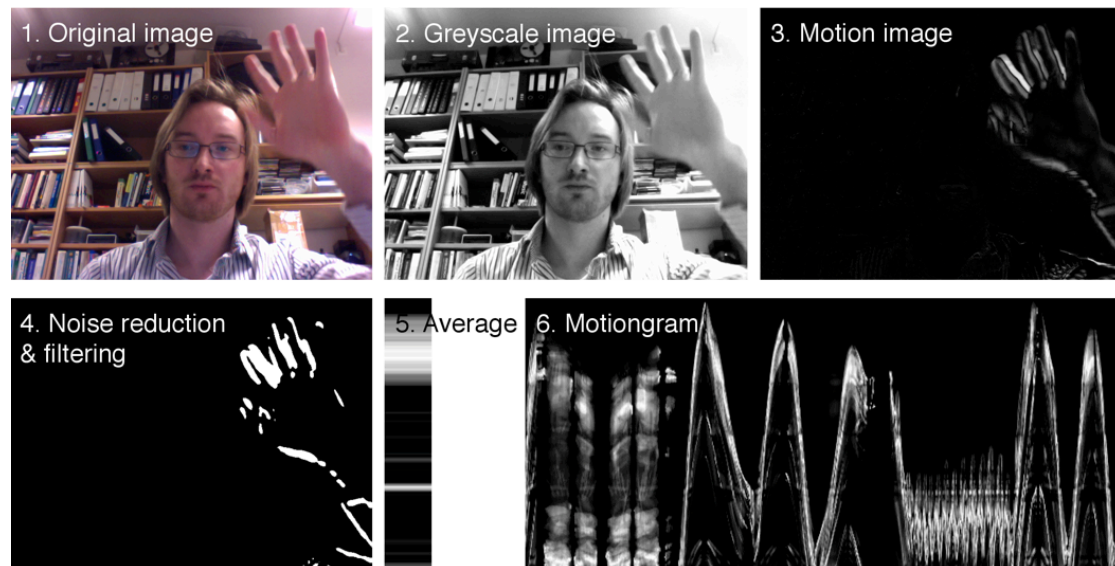 1. Original image
2. Greyscale image
3. Motion image
4. Noise reduction
& filtering
5. Average
6. Motiongram